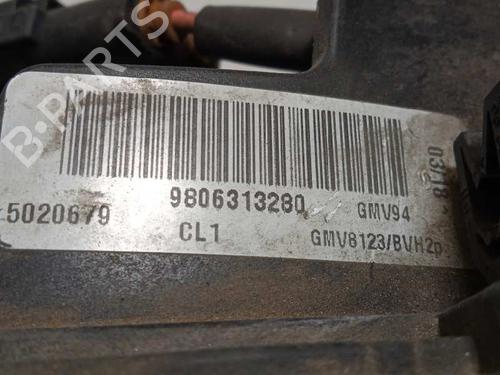 B-PARTS
03/18
9806313280
GMV94
5020679
CL1
GMV8123/BVH2p